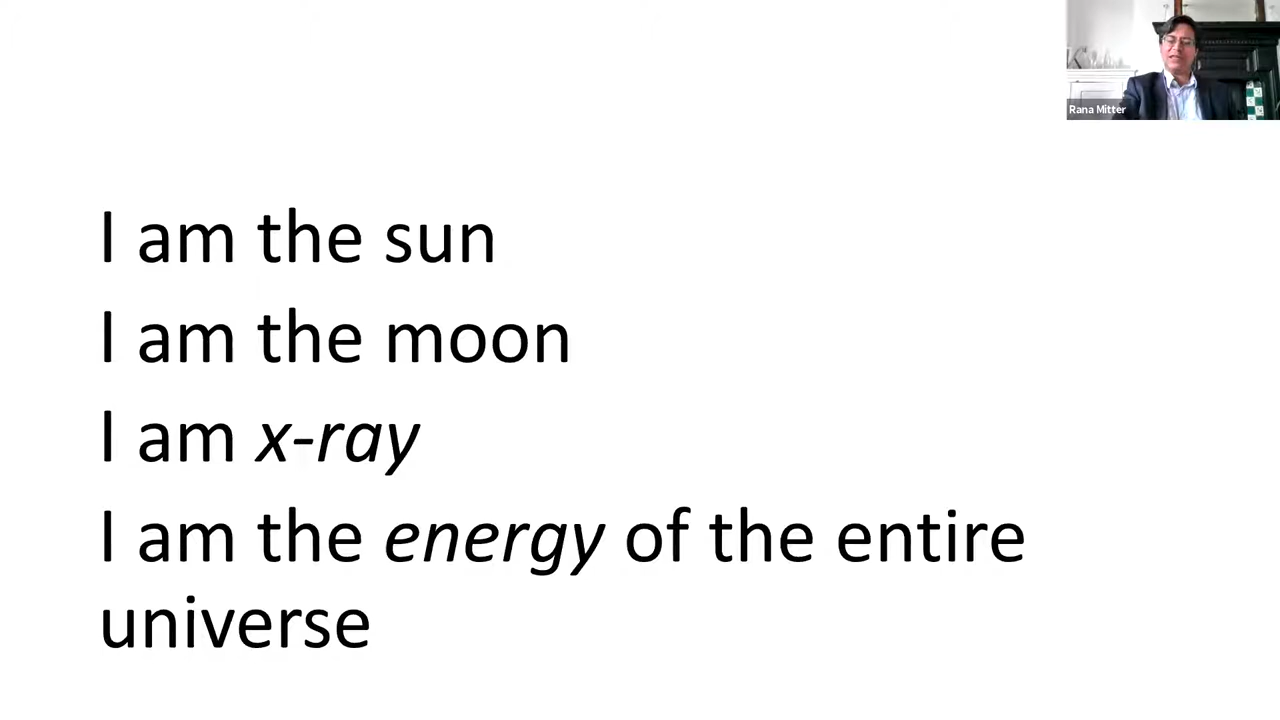 Rana Mitter
I am the sun
I am the moon
I am x-ray
I am the energy of the entire
universe